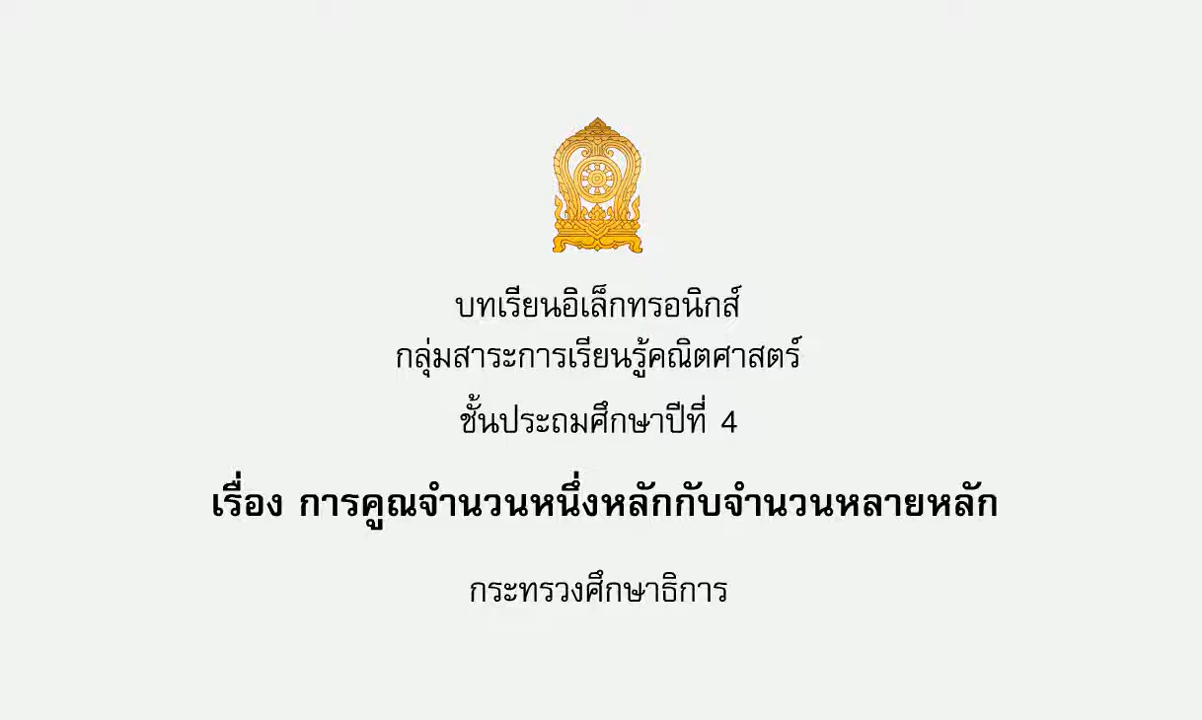 บทเรียนอิเล็กทรอนิกส์
กลุ่มสาระการเรียนรู้คณิตศาสตร์
ชั้นประถมศึกษาปีที่ 4
เรื่อง การคูณจำนวนหนึ่งหลักกับจำนวนหลายหลัก
กระทรวงศึกษาธิการ